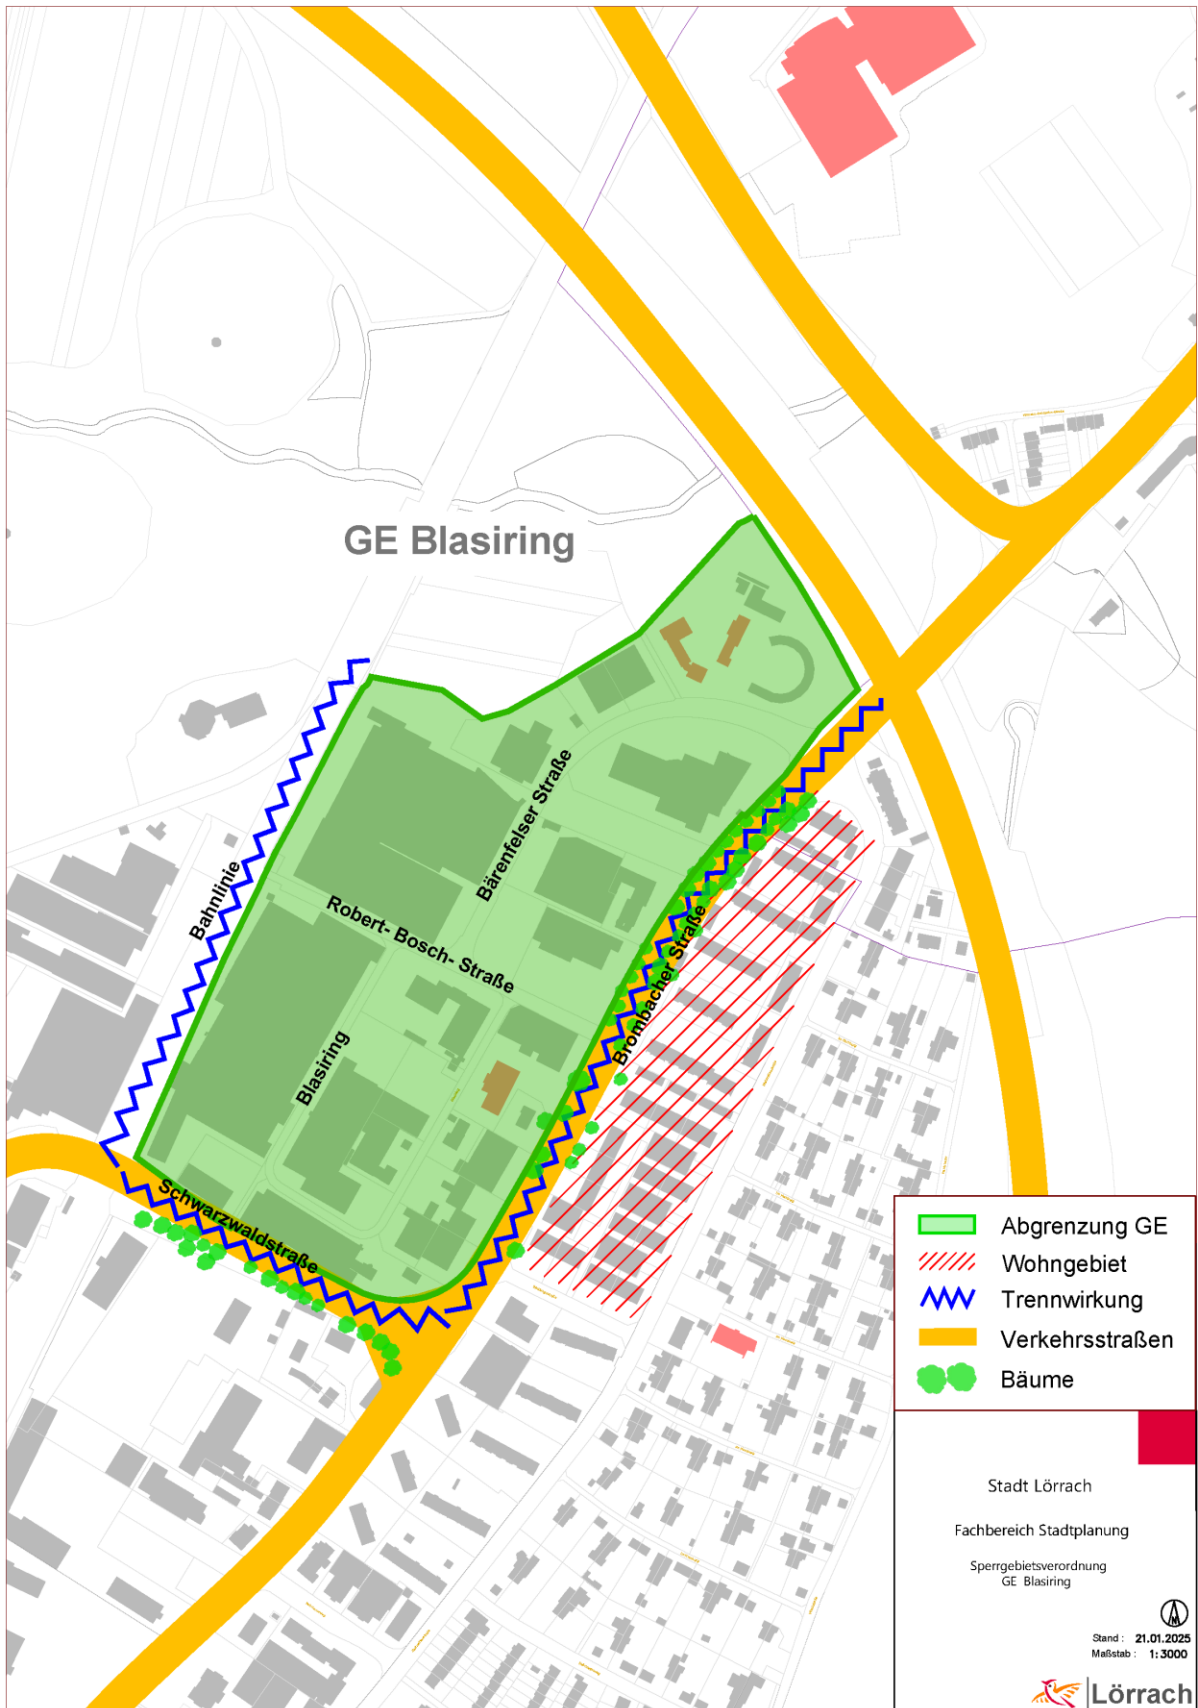 GE Blasiring
Bärenfelser Straße
Bahnlinie
Robert- Bosch- Straße
Brombacher Straße
Blasiring
Schwarzwaldstraße
Abgrenzung GE
Wohngebiet
Trennwirkung
Verkehrsstraßen
Bäume
Stadt Lörrach
Fachbereich Stadtplanung
Sperrgebietsverordnung
GE Blasiring
Stand : 21.01.2025
Maßstab : 1:3000
Lörrach